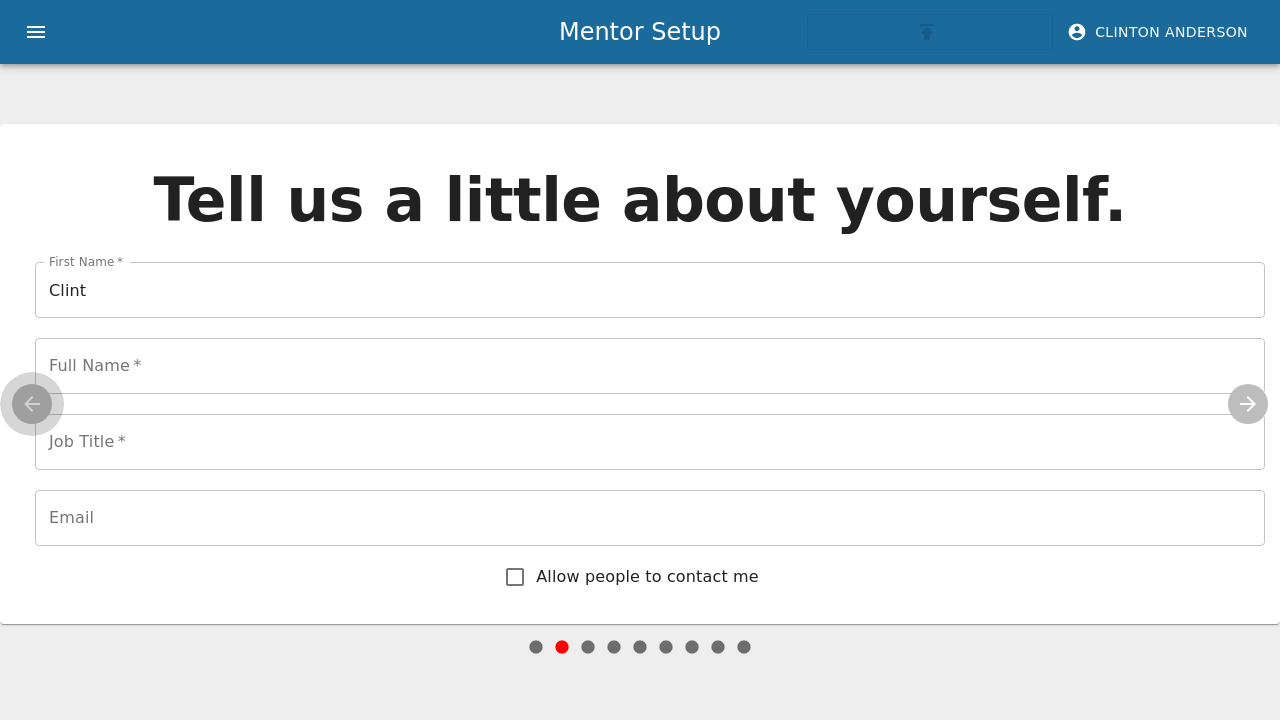 Mentor Setup
CLINTON ANDERSON
Tell us a little about yourself.
First Name *
Clint
Full Name *
Job Title *
Email
Allow people to contact me